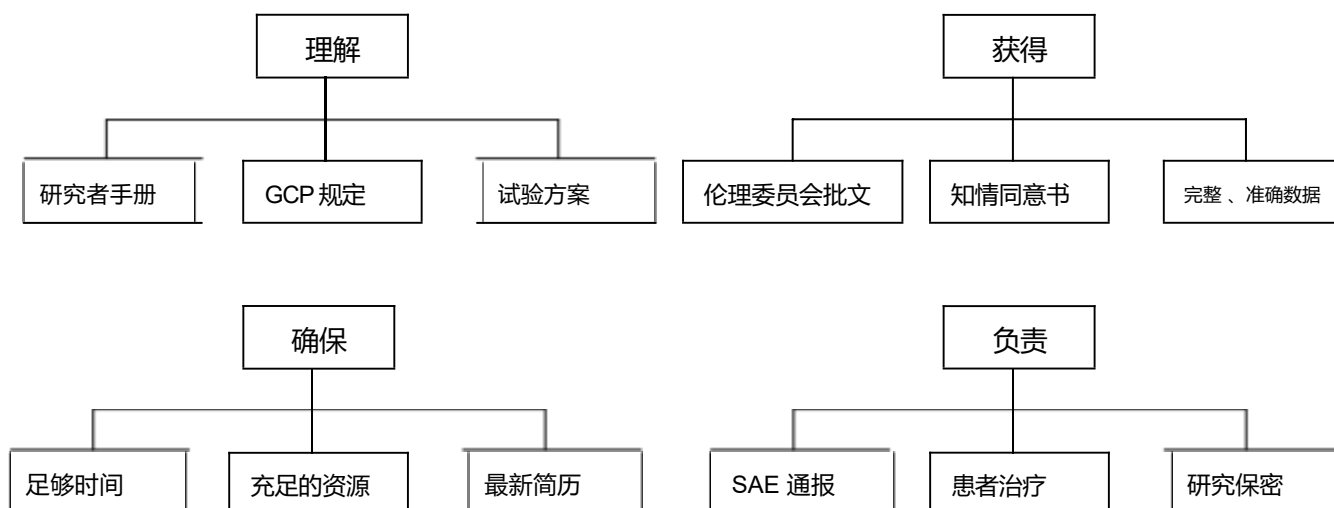 理解
获得
研究者手册
GCP 规定
试验方案
伦理委员会批文
知情同意书
完整 、准确数据
确保
负责
足够时间
充足的资源
最新简历
SAE 通报
患者治疗
研究保密